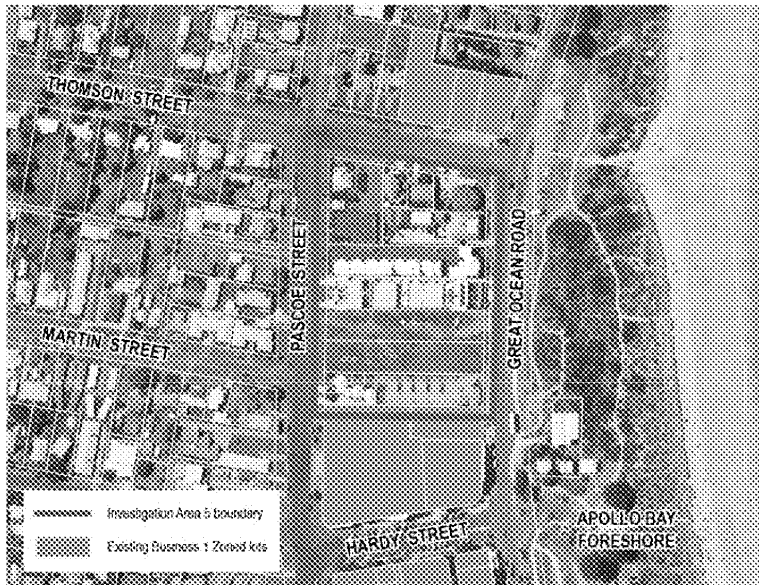 THOMSON STREET
PASCOE STREET
GREAT OCEAN ROAD
MARTIN STREET
Investigation Area 5 boundary
Existing Business 1 Zoned lots
HARDY STREET
APOLLO BAY
FORESHORE